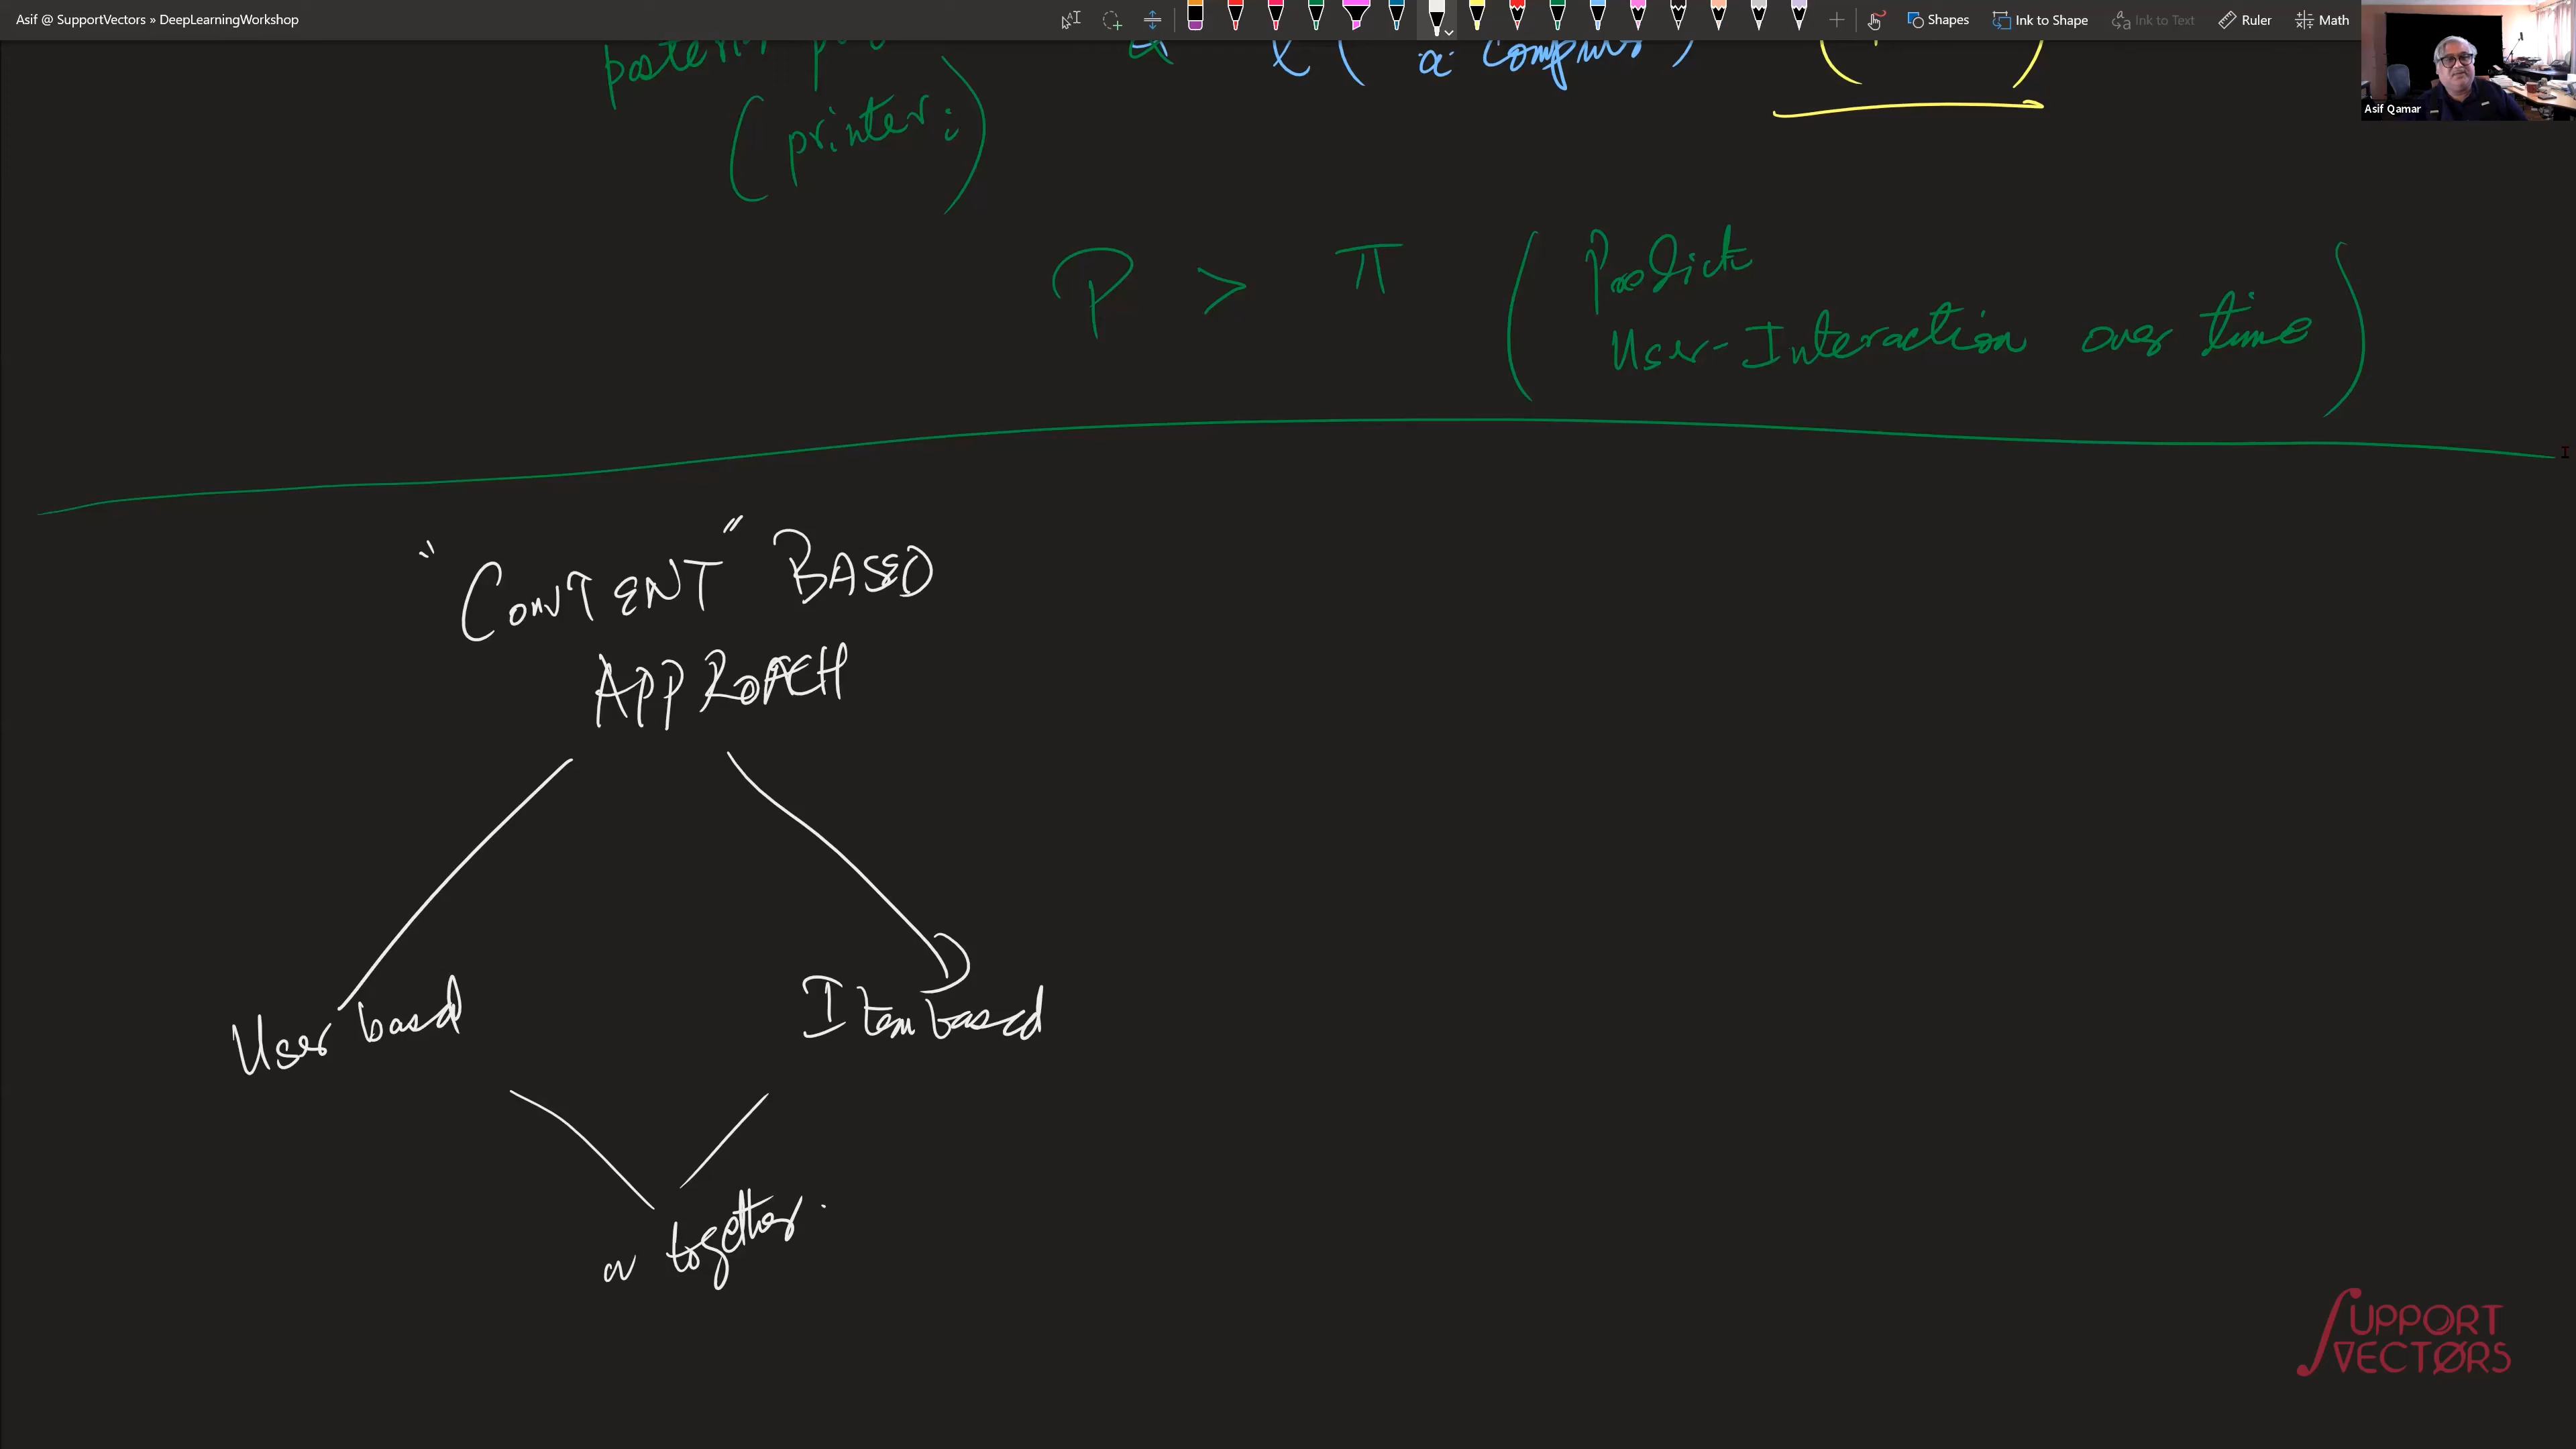 Asif @ SupportVectors » DeepLearningWorkshop
Shapes
Ink to Shape
Ink to Text
Ruler
Math
Asif Qamar
(printer:)
P > π
(Predict
User-Interaction over time)
"CONTENT" BASED
APPROACH
User based
Item based
or together.
SUPPORT
VECTORS